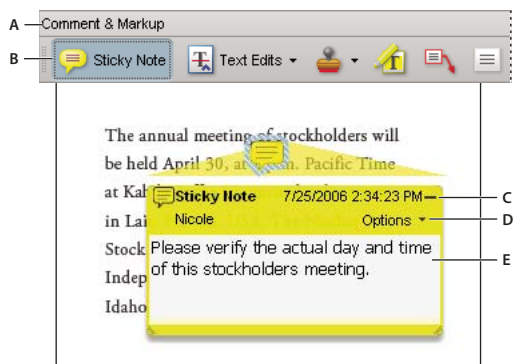 A
Comment & Markup
B
Sticky Note Text Edits
The annual meeting of stockholders will
be held April 30, at Pacific Time
at
in
Stock
Indep
Idaho
Sticky Note 7/25/2006 2:34:23 PM
Nicole Options
Please verify the actual day and time
of this stockholders meeting.
C
D
E